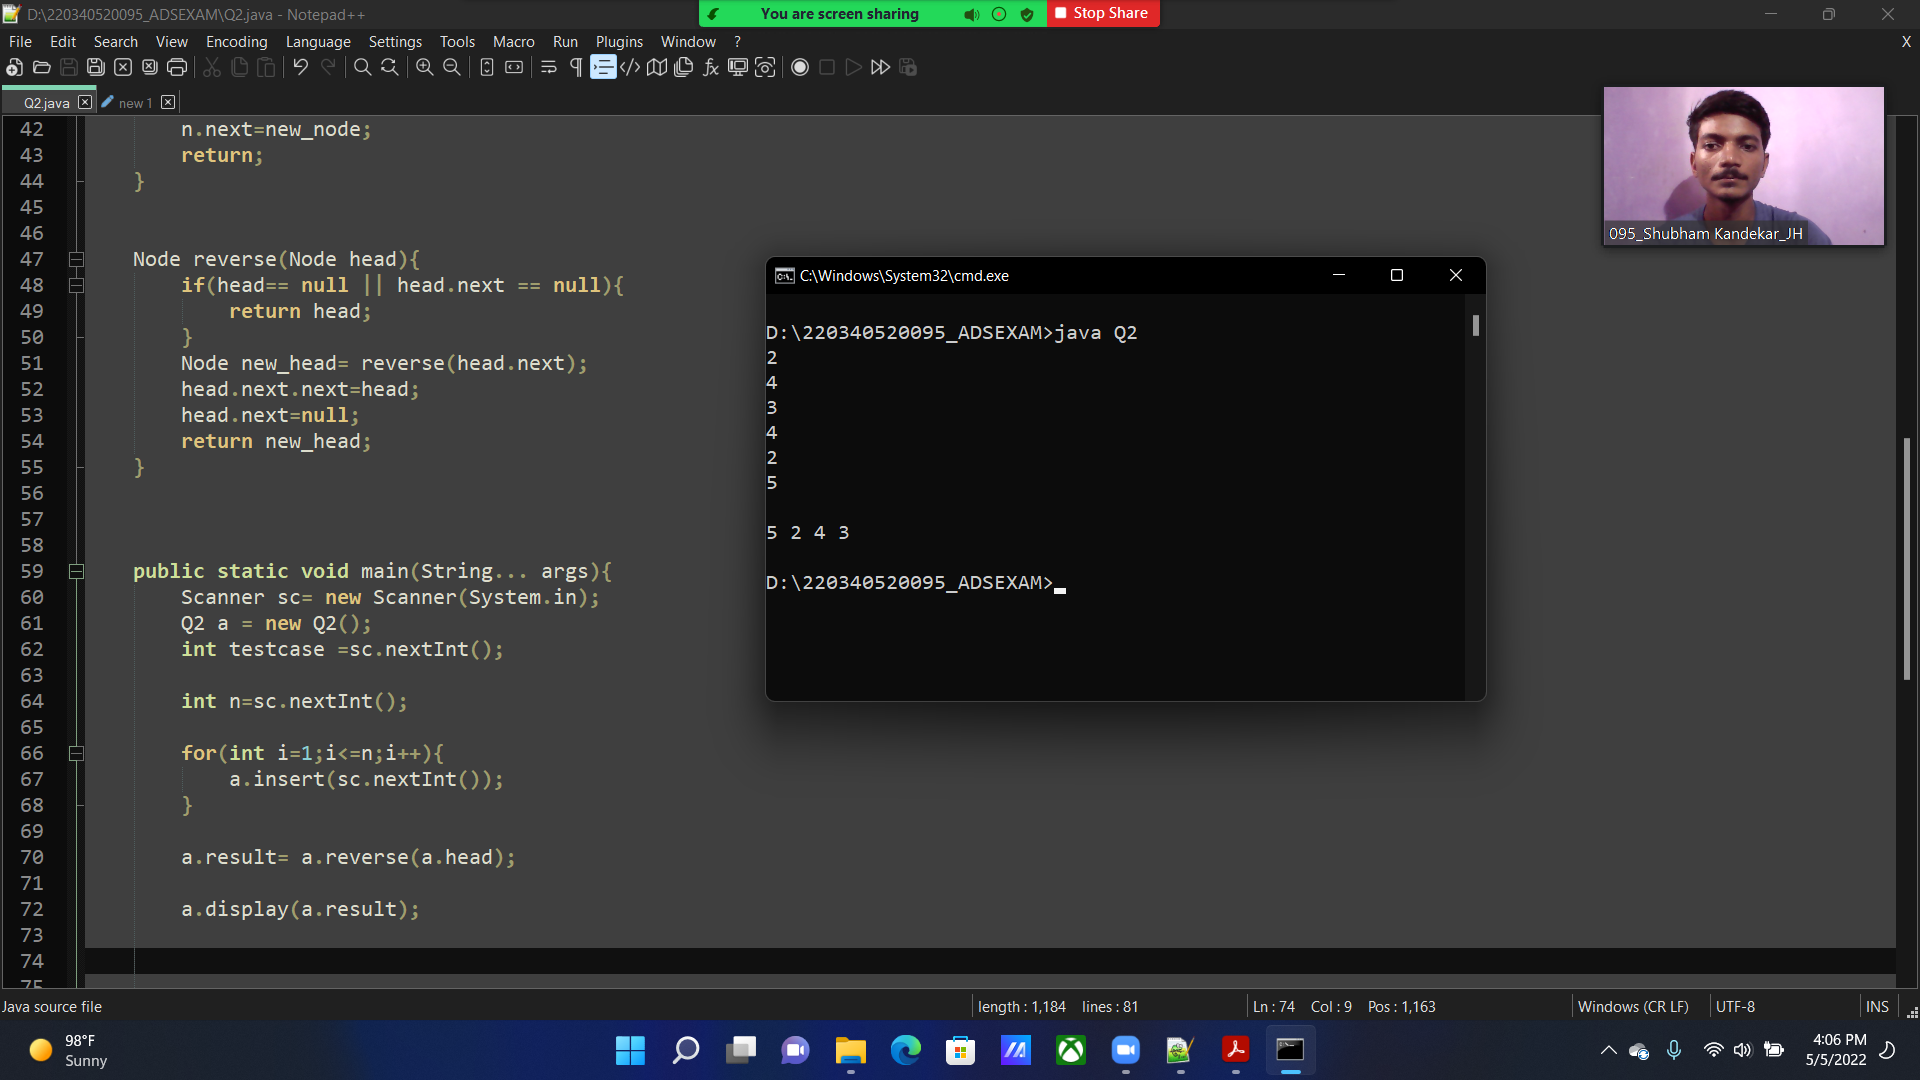 D:\220340520095_ADSEXAM\Q2.java - Notepad++
You are screen sharing
Stop Share
File Edit Search View Encoding Language Settings Tools Macro Run Plugins Window ?
X
Q2.java
new 1
42 n.next=new_node;
43 return;
44 }
45
46
47 Node reverse(Node head){
48 if(head== null || head.next == null){
49 return head;
50 }
51 Node new_head= reverse(head.next);
52 head.next.next=head;
53 head.next=null;
54 return new_head;
55 }
56
57
58
59 public static void main(String... args){
60 Scanner sc= new Scanner(System.in);
61 Q2 a = new Q2();
62 int testcase =sc.nextInt();
63
64 int n=sc.nextInt();
65
66 for(int i=1;i<=n;i++){
67 a.insert(sc.nextInt());
68 }
69
70 a.result= a.reverse(a.head);
71
72 a.display(a.result);
73
74
75
095_Shubham Kandekar_JH
C:\Windows\System32\cmd.exe
D:\220340520095_ADSEXAM>java Q2
2
4
3
4
2
5
5 2 4 3
D:\220340520095_ADSEXAM>
Java source file
length : 1,184 lines : 81
Ln : 74 Col : 9 Pos : 1,163
Windows (CR LF)
UTF-8
INS
98°F
Sunny
4:06 PM
5/5/2022